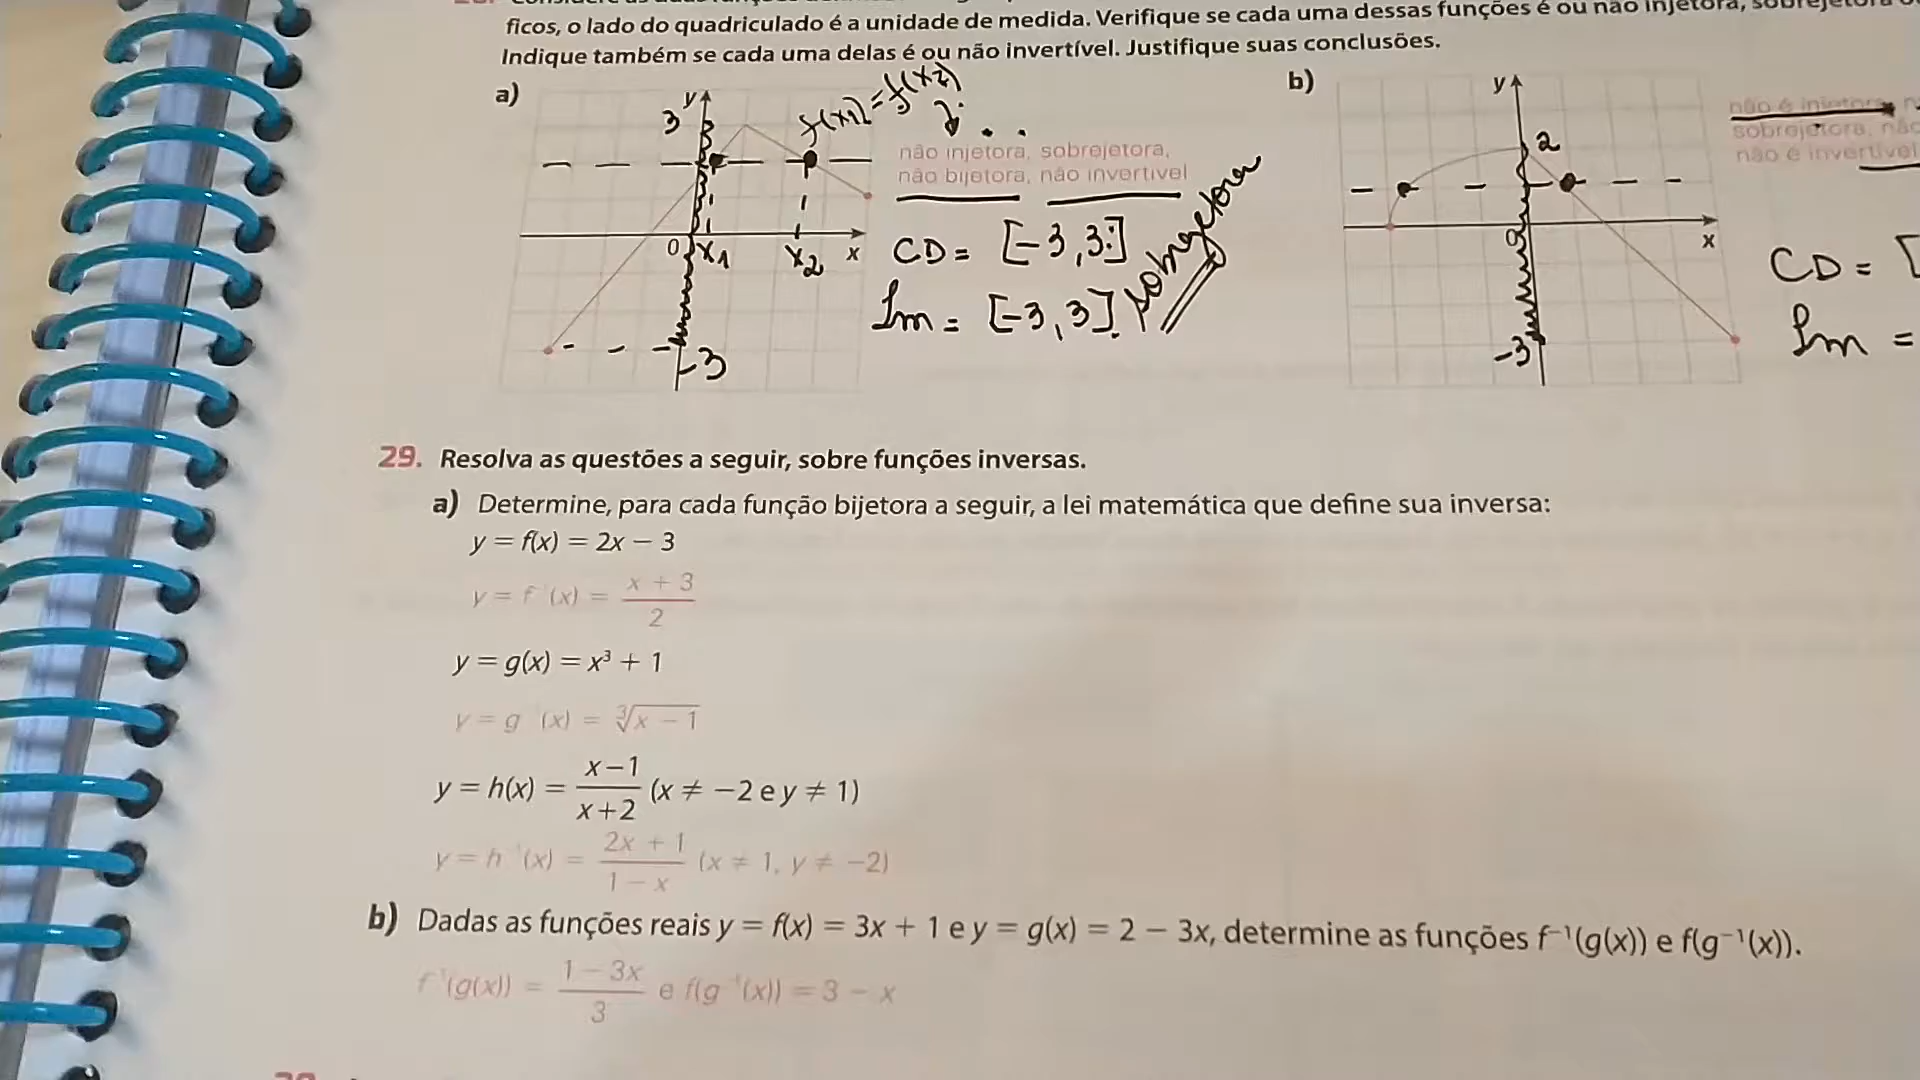 ficos, o lado do quadriculado é a unidade de medida. Verifique se cada uma dessas funções é ou não injetora,
Indique também se cada uma delas é ou não invertível. Justifique suas conclusões.
a)
y
3
f(x1) = f(x2)
não injetora, sobrejetora,
não bijetora, não invertível
CD = [-3,3]
Im = [-3,3]
sobrejetora
0
x1
x2
x
-3
b)
y
2
0
x
-3
não é injetora,
sobrejetora,
não é invertível
CD = [
Im =
29. Resolva as questões a seguir, sobre funções inversas.
a) Determine, para cada função bijetora a seguir, a lei matemática que define sua inversa:
y = f(x) = 2x − 3
y = f⁻¹(x) = (x + 3)/2
y = g(x) = x³ + 1
y = g⁻¹(x) = ∛(x − 1)
y = h(x) = (x−1)/(x+2) (x ≠ −2 e y ≠ 1)
y = h⁻¹(x) = (2x + 1)/(1 − x) (x ≠ 1, y ≠ −2)
b) Dadas as funções reais y = f(x) = 3x + 1 e y = g(x) = 2 − 3x, determine as funções f⁻¹(g(x)) e f(g⁻¹(x)).
f⁻¹(g(x)) = (1 − 3x)/3 e f(g⁻¹(x)) = 3 − x